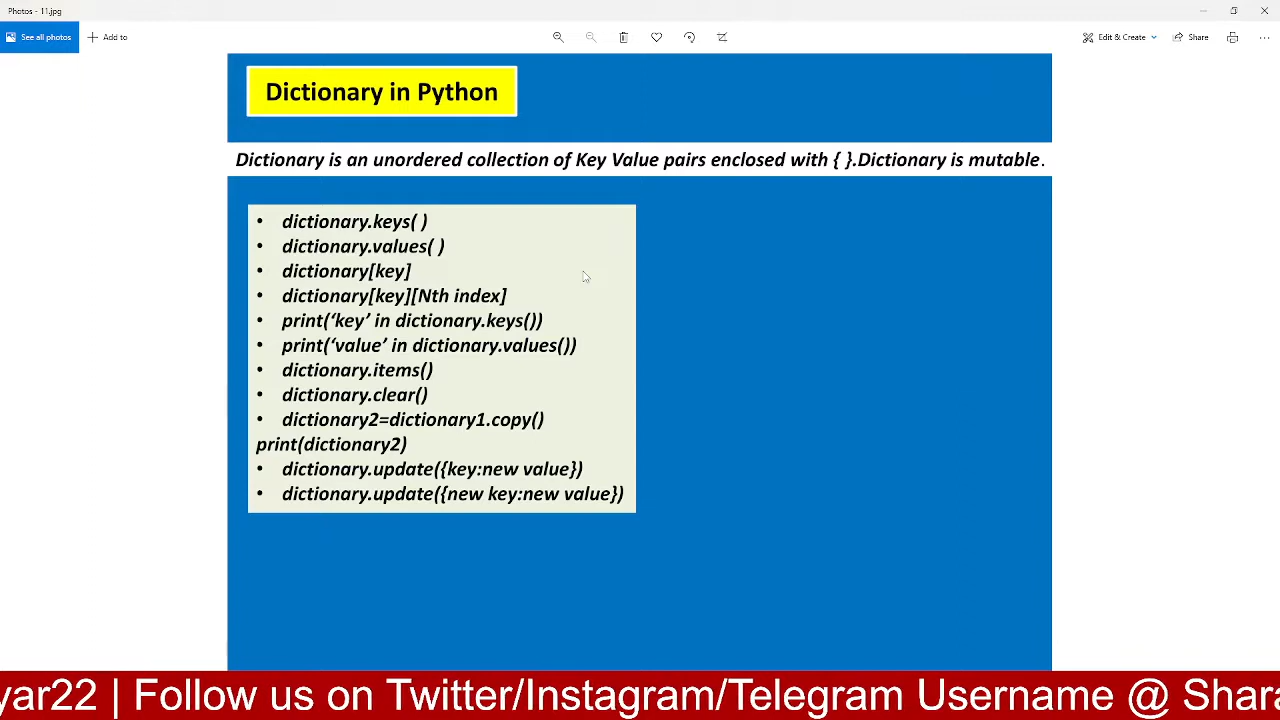 Photos - 11.jpg
See all photos
Add to
Edit & Create
Share
Dictionary in Python
Dictionary is an unordered collection of Key Value pairs enclosed with { }.Dictionary is mutable.
• dictionary.keys( )
• dictionary.values( )
• dictionary[key]
• dictionary[key][Nth index]
• print(‘key’ in dictionary.keys())
• print(‘value’ in dictionary.values())
• dictionary.items()
• dictionary.clear()
• dictionary2=dictionary1.copy()
print(dictionary2)
• dictionary.update({key:new value})
• dictionary.update({new key:new value})
yar22 | Follow us on Twitter/Instagram/Telegram Username @ Shara